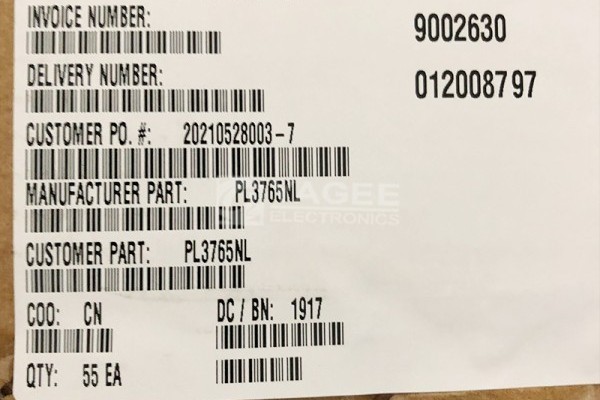 INVOICE NUMBER: 9002630
DELIVERY NUMBER: 012008797
CUSTOMER PO. #: 20210528003-7
MANUFACTURER PART: PL3765NL
CUSTOMER PART: PL3765NL
COO: CN DC / BN: 1917
QTY: 55 EA